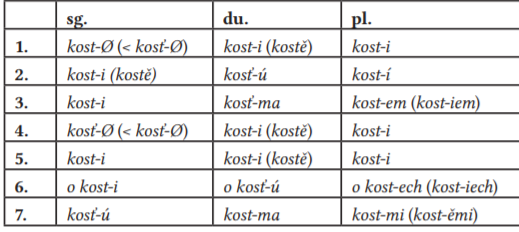 sg. du. pl.
1. kost-Ø (< kosť-Ø) kost-i (kostě) kost-i
2. kost-i (kostě) kosť-ú kost-í
3. kost-i kosť-ma kost-em (kost-iem)
4. kosť-Ø (< kosť-Ø) kost-i (kostě) kost-i
5. kost-i kost-i (kostě) kost-i
6. o kost-i o kosť-ú o kost-ech (kost-iech)
7. kosť-ú kost-ma kost-mi (kost-ěmi)